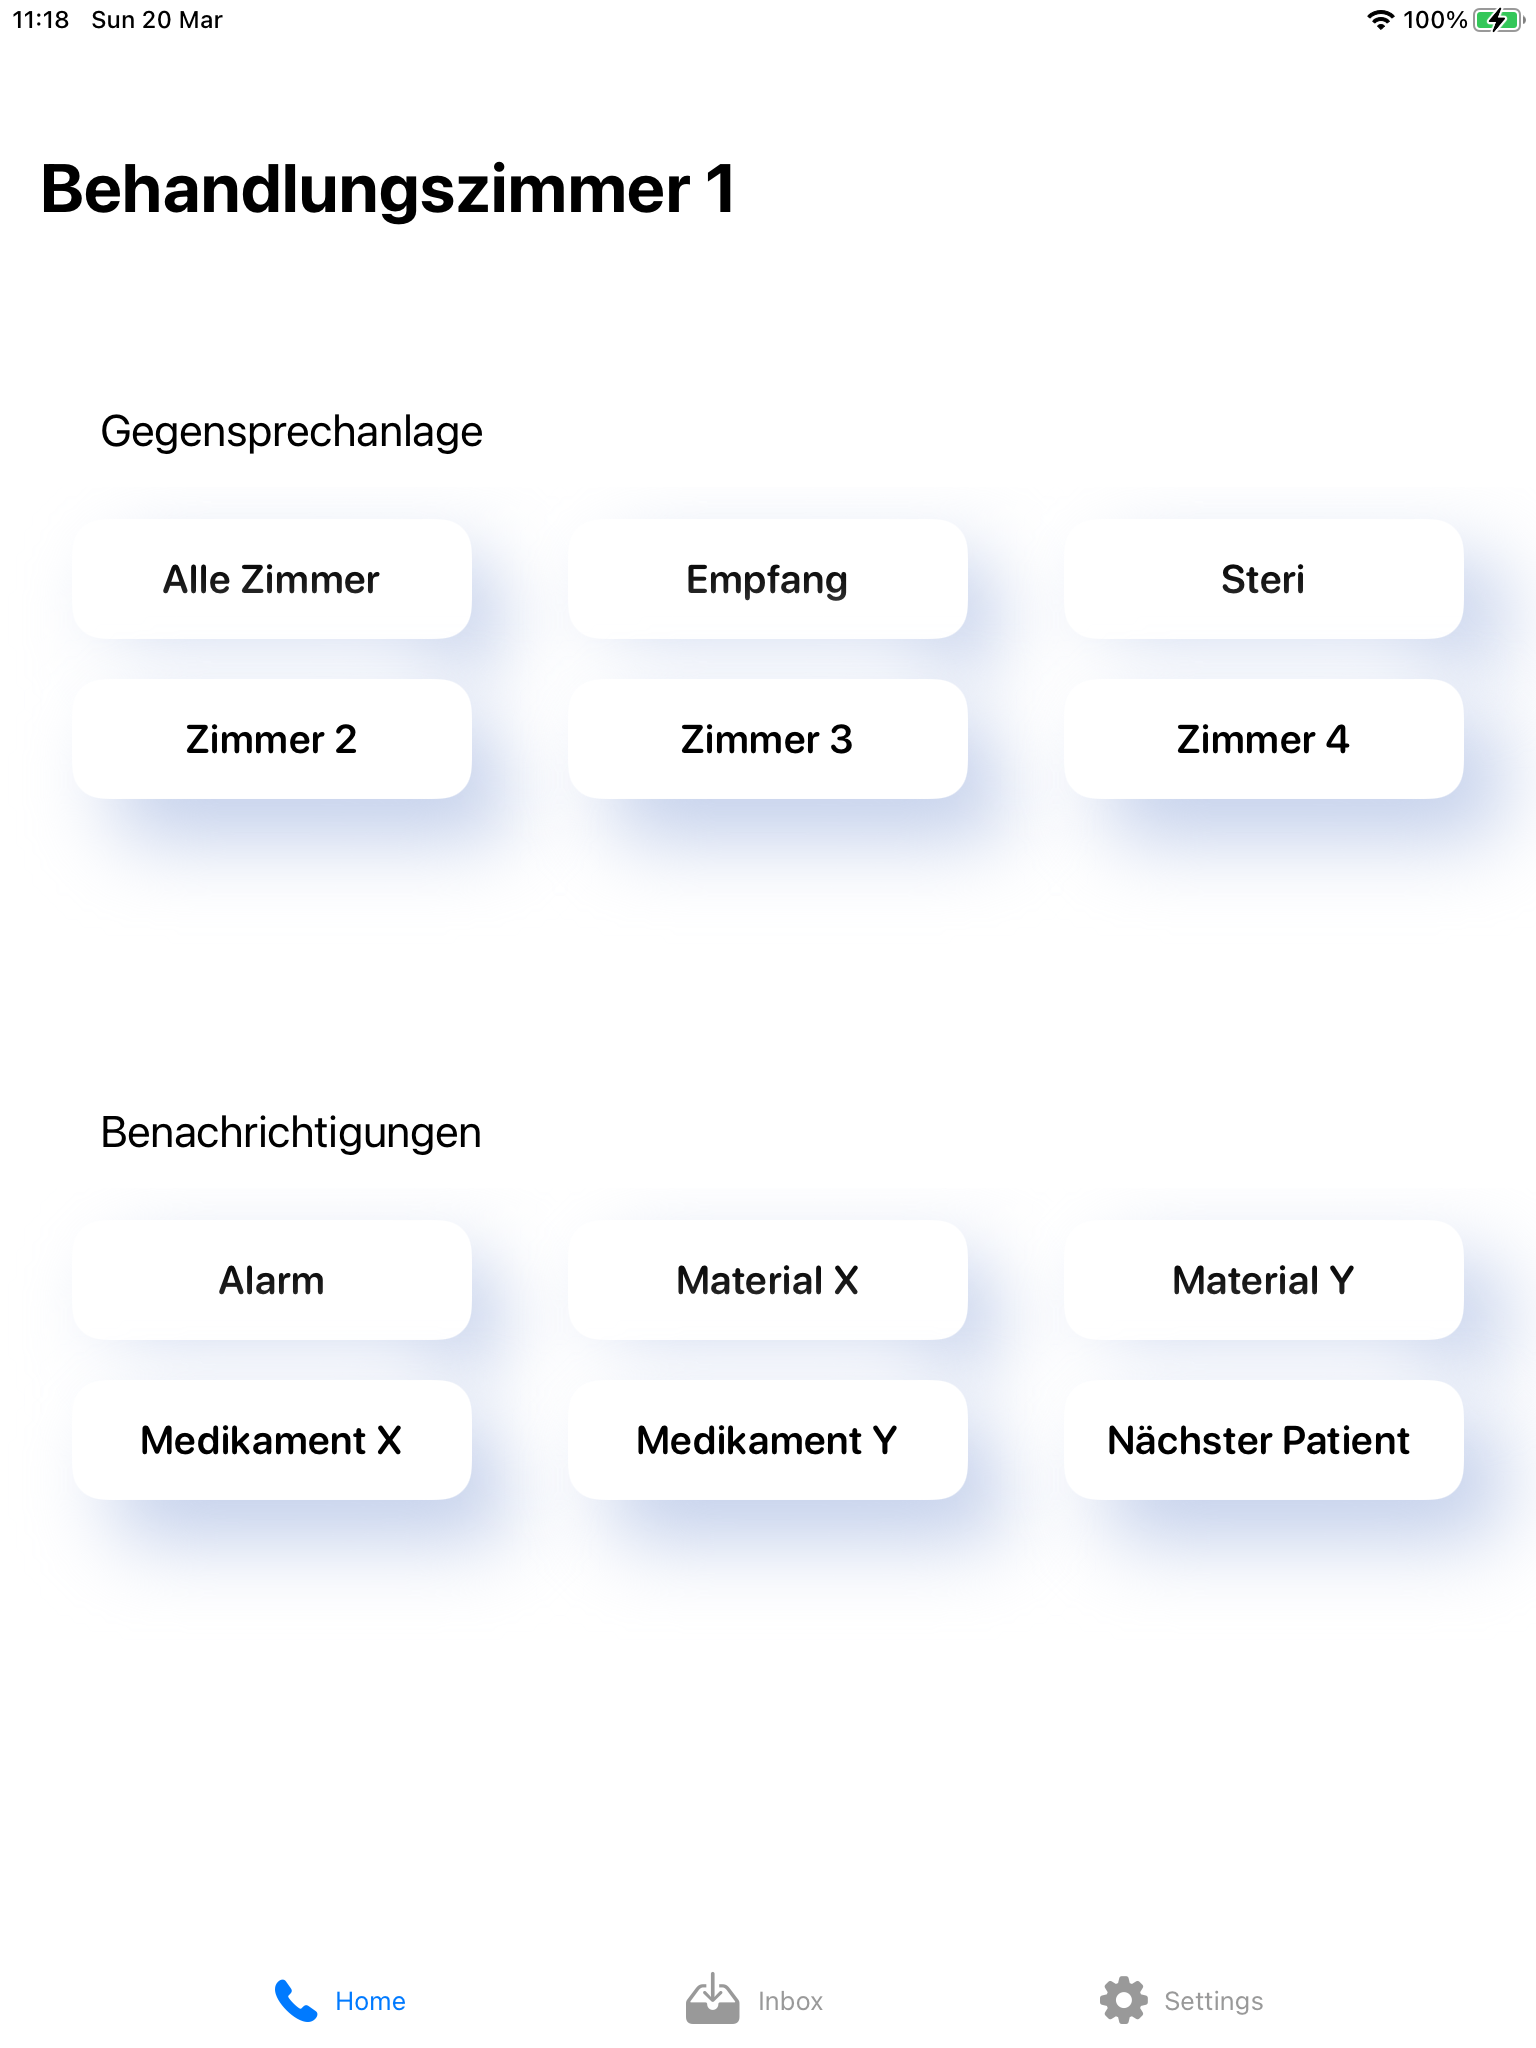 11:18 Sun 20 Mar 100%
Behandlungszimmer 1
Gegensprechanlage
Alle Zimmer Empfang Steri
Zimmer 2 Zimmer 3 Zimmer 4
Benachrichtigungen
Alarm Material X Material Y
Medikament X Medikament Y Nächster Patient
Home Inbox Settings